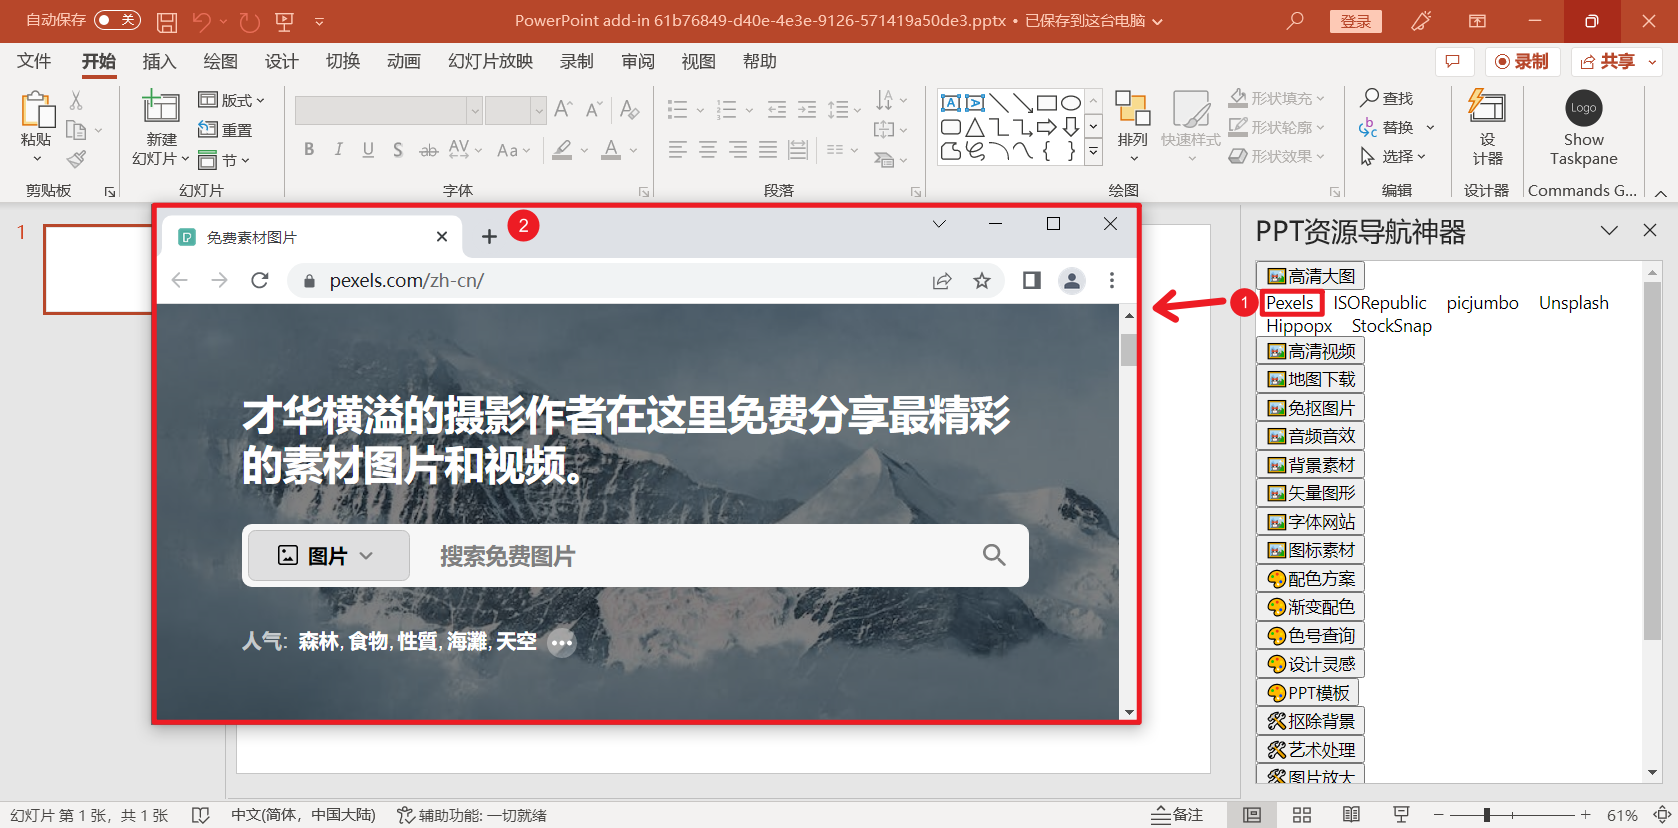 自动保存 关
PowerPoint add-in 61b76849-d40e-4e3e-9126-571419a50de3.pptx • 已保存到这台电脑
登录
文件 开始 插入 绘图 设计 切换 动画 幻灯片放映 录制 审阅 视图 帮助
录制 共享
粘贴
剪贴板
新建
幻灯片
版式
重置
节
幻灯片
B I U S ab AV Aa A
字体
段落
排列
快速样式
形状填充
形状轮廓
形状效果
绘图
查找
替换
选择
编辑
设
计器
设计器
Logo
Show
Taskpane
Commands G...
1
免费素材图片
2
pexels.com/zh-cn/
才华横溢的摄影作者在这里免费分享最精彩
的素材图片和视频。
图片 搜索免费图片
人气: 森林, 食物, 性質, 海灘, 天空 •••
PPT资源导航神器
高清大图
1
Pexels ISORepublic picjumbo Unsplash
Hippopx StockSnap
高清视频
地图下载
免抠图片
音频音效
背景素材
矢量图形
字体网站
图标素材
配色方案
渐变配色
色号查询
设计灵感
PPT模板
抠除背景
艺术处理
图片放大
幻灯片 第 1 张，共 1 张 中文(简体，中国大陆) 辅助功能: 一切就绪
备注 61%